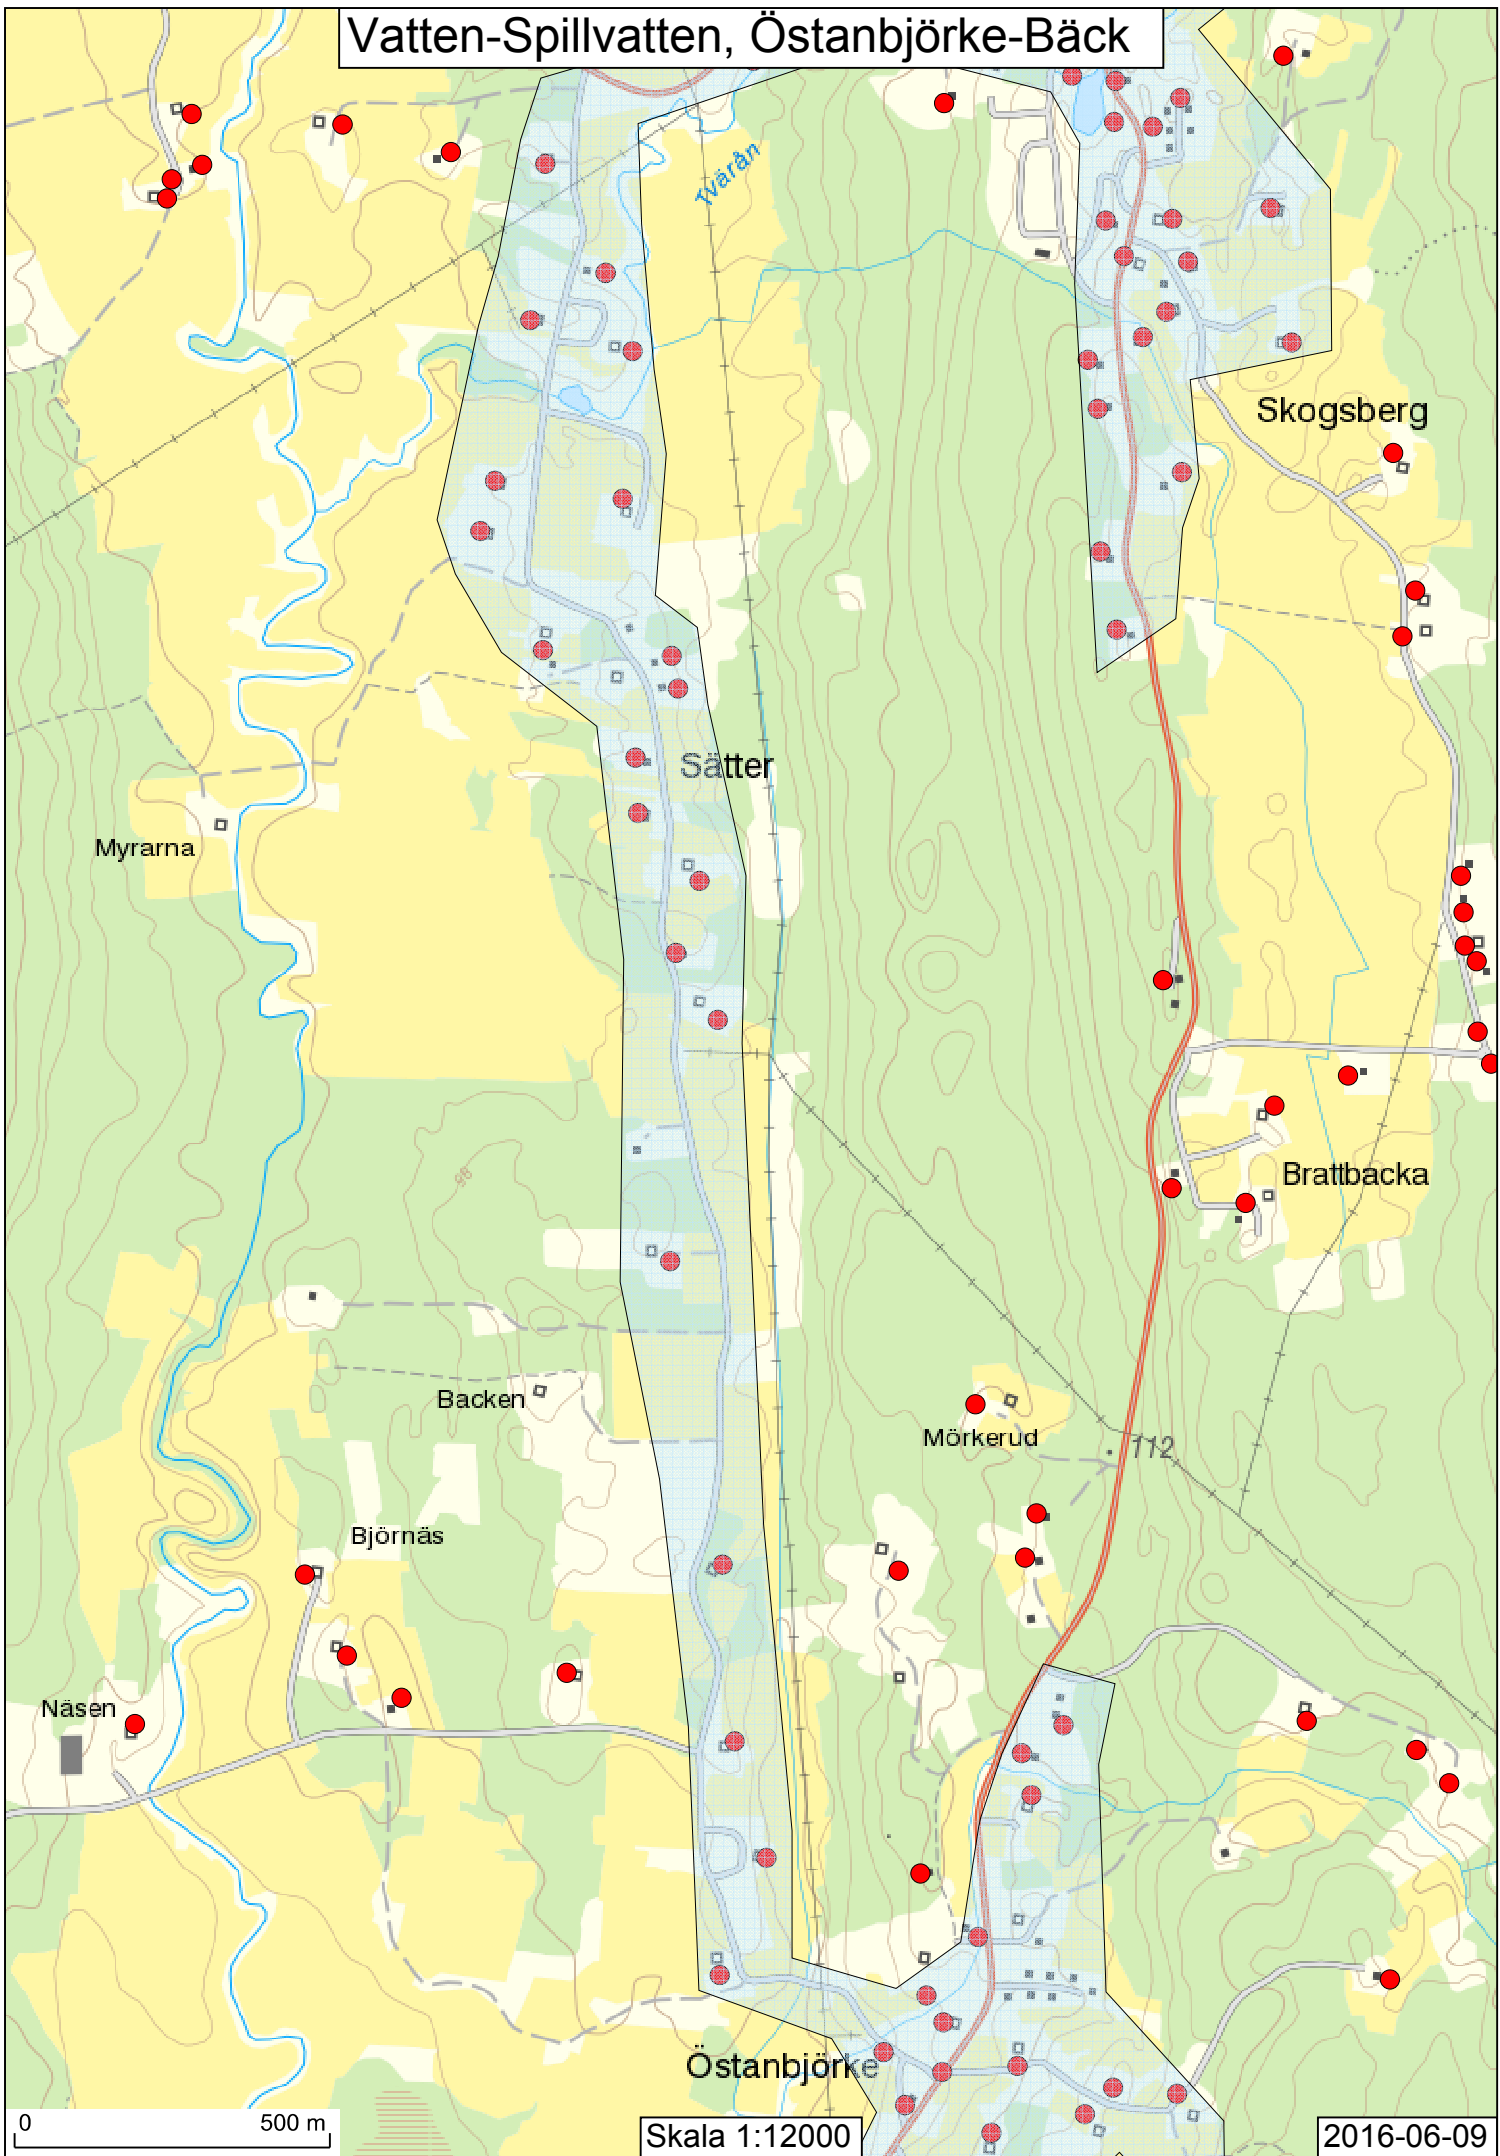 Vatten-Spillvatten, Östanbjörke-Bäck
Tvärån
Skogsberg
Sätter
Myrarna
98
Brattbacka
Backen
Mörkerud
112
Björnäs
Näsen
Östanbjörke
0 500 m
Skala 1:12000
2016-06-09